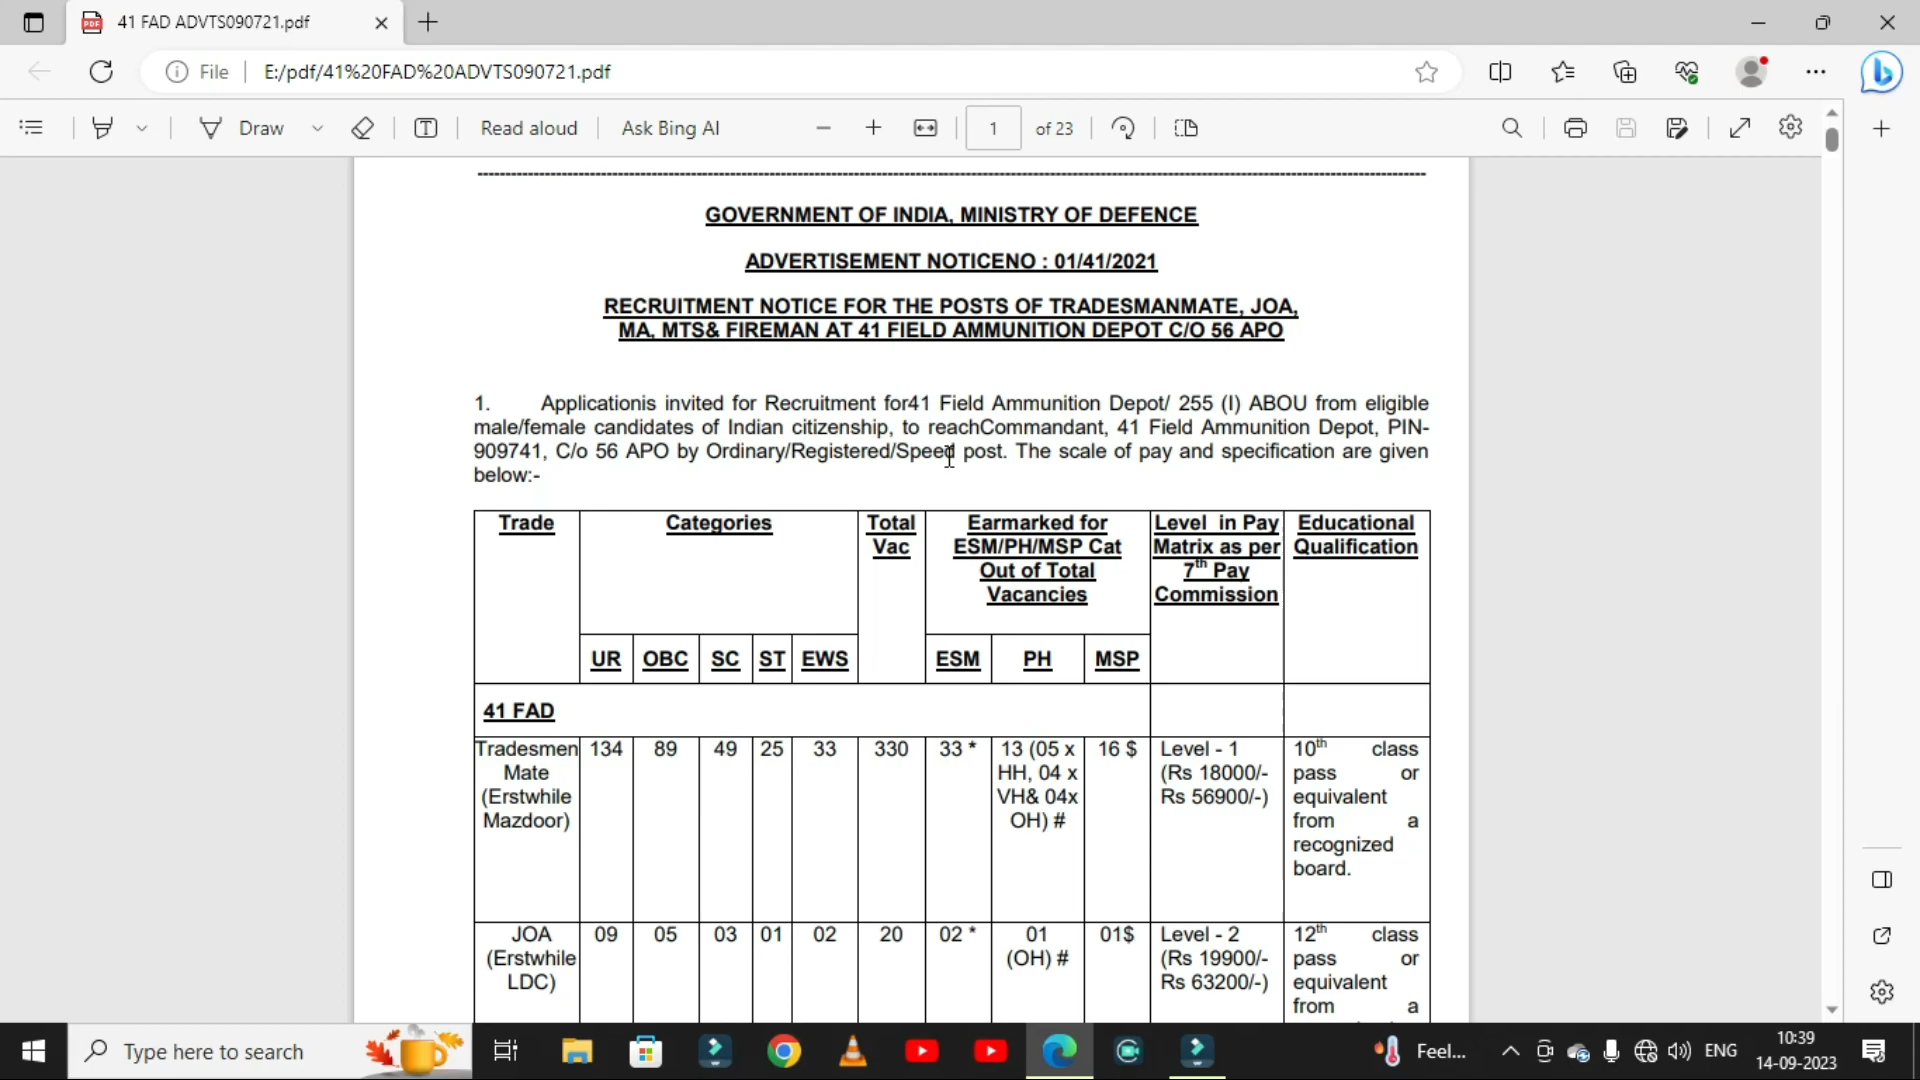 41 FAD ADVTS090721.pdf
File
E:/pdf/41%20FAD%20ADVTS090721.pdf
Draw
Read aloud
Ask Bing AI
1
of 23
GOVERNMENT OF INDIA, MINISTRY OF DEFENCE
ADVERTISEMENT NOTICENO : 01/41/2021
RECRUITMENT NOTICE FOR THE POSTS OF TRADESMANMATE, JOA,
MA, MTS& FIREMAN AT 41 FIELD AMMUNITION DEPOT C/O 56 APO
1. Applicationis invited for Recruitment for41 Field Ammunition Depot/ 255 (I) ABOU from eligible
male/female candidates of Indian citizenship, to reachCommandant, 41 Field Ammunition Depot, PIN-
909741, C/o 56 APO by Ordinary/Registered/Speed post. The scale of pay and specification are given
below:-
Trade Categories Total Earmarked for Level in Pay Educational
Vac ESM/PH/MSP Cat Matrix as per Qualification
Out of Total 7th Pay
Vacancies Commission
UR OBC SC ST EWS ESM PH MSP
41 FAD
Tradesmen 134 89 49 25 33 330 33 * 13 (05 x 16 $ Level - 1 10th class
Mate HH, 04 x (Rs 18000/- pass or
(Erstwhile VH& 04x Rs 56900/-) equivalent
Mazdoor) OH) # from a
recognized
board.
JOA 09 05 03 01 02 20 02 * 01 01$ Level - 2 12th class
(Erstwhile (OH) # (Rs 19900/- pass or
LDC) Rs 63200/-) equivalent
from a
Type here to search
Feel...
ENG
10:39
14-09-2023